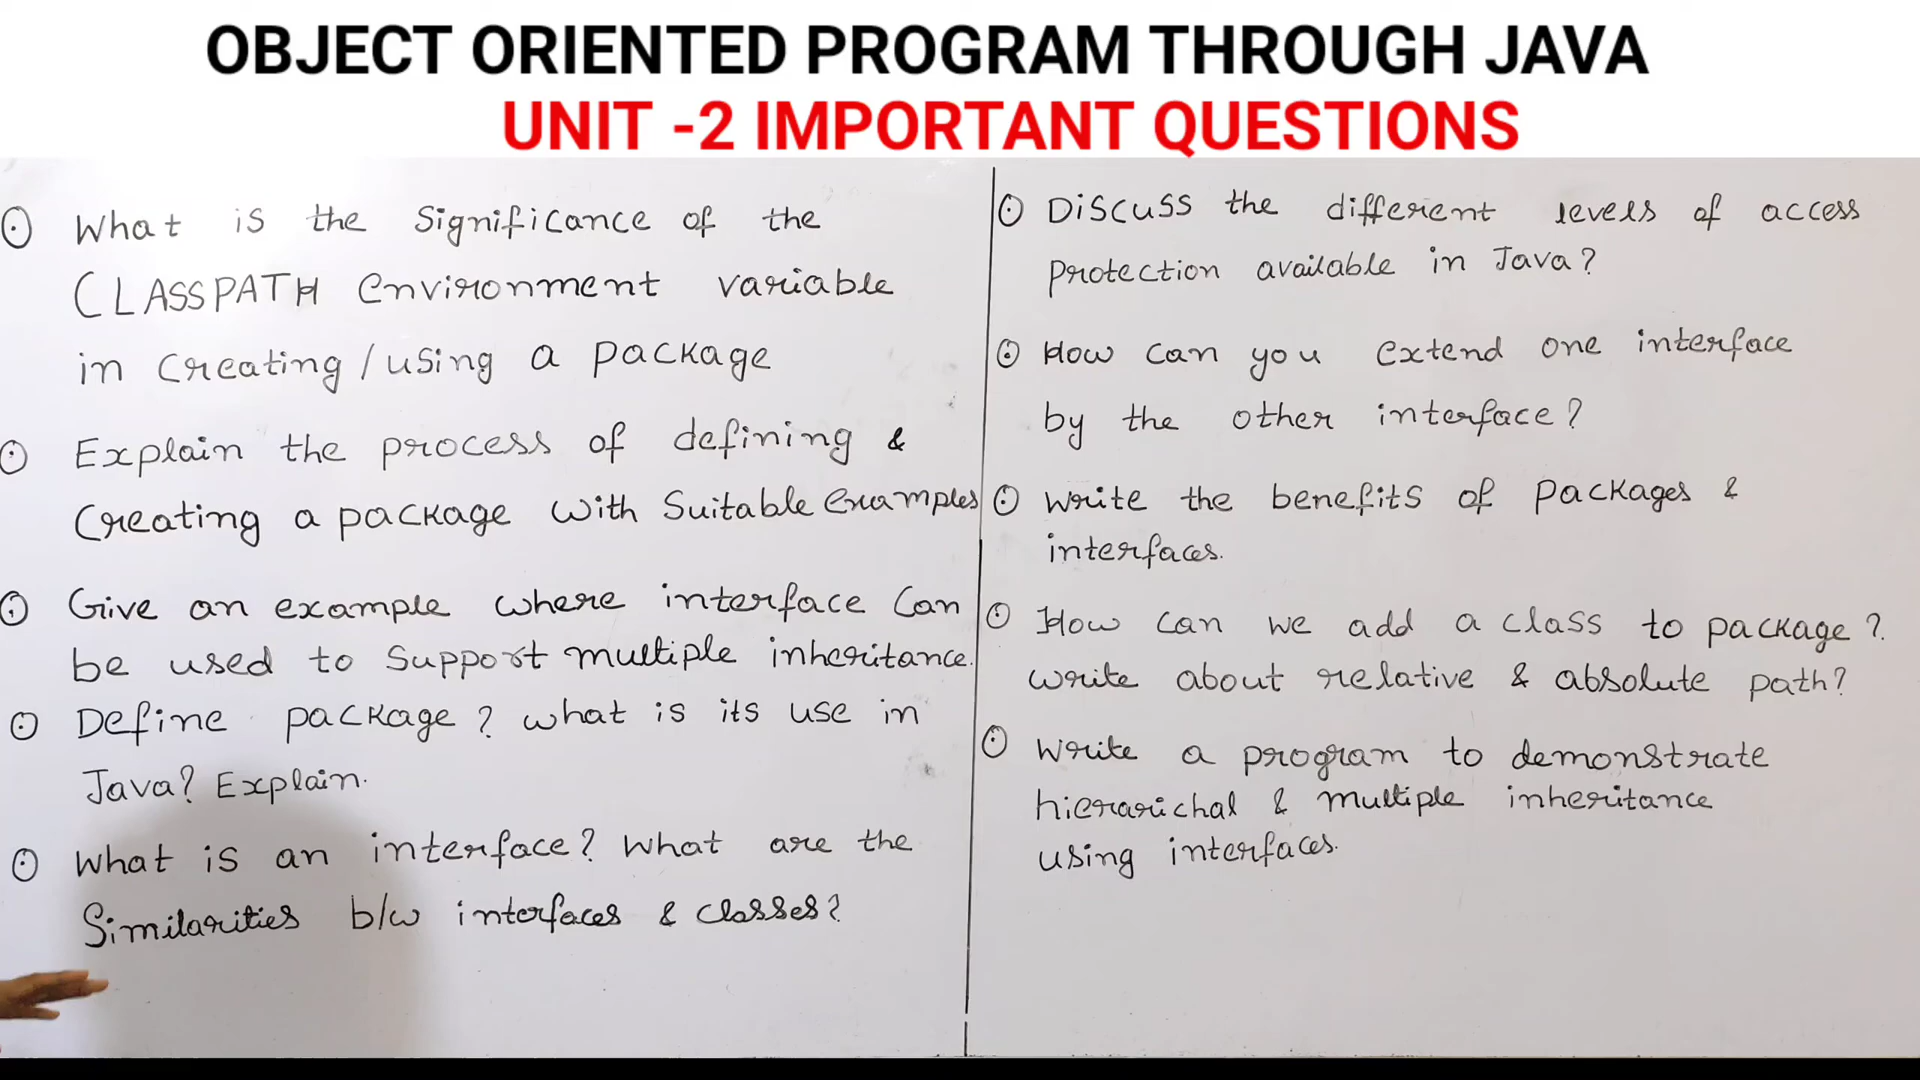 OBJECT ORIENTED PROGRAM THROUGH JAVA
UNIT -2 IMPORTANT QUESTIONS
What is the Significance of the
CLASSPATH environment variable
in creating/using a package
Explain the process of defining &
Creating a package with Suitable examples
Give an example where interface Can
be used to Support multiple inheritance.
Define package? what is its use in
Java? Explain.
What is an interface? What are the
Similarities b/w interfaces & classes?
Discuss the different levels of access
protection available in Java?
How can you extend one interface
by the other interface?
write the benefits of packages &
interfaces.
How can we add a class to package?
write about relative & absolute path?
write a program to demonstrate
hierarichal & multiple inheritance
using interfaces.